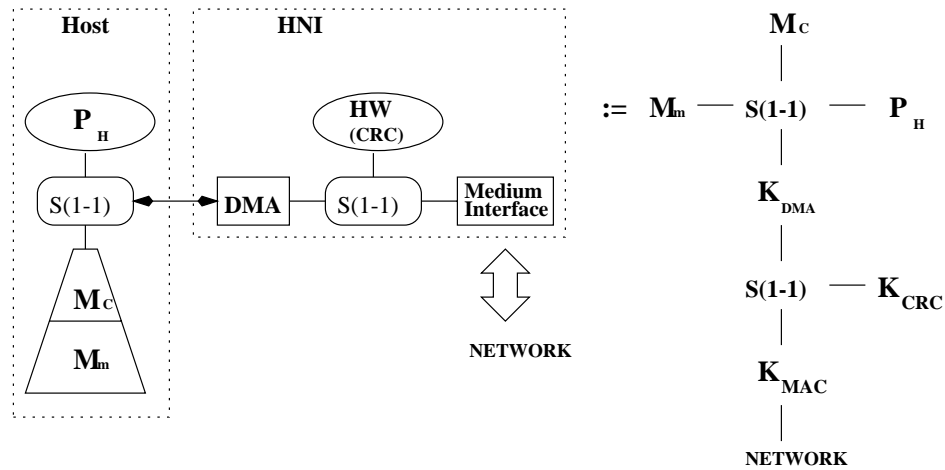 Host
HNI
P H
HW
(CRC)
S(1-1)
DMA
S(1-1)
Medium
Interface
Mc
Mm
NETWORK
Mc
:= Mm S(1-1) P H
K DMA
S(1-1) K CRC
K MAC
NETWORK